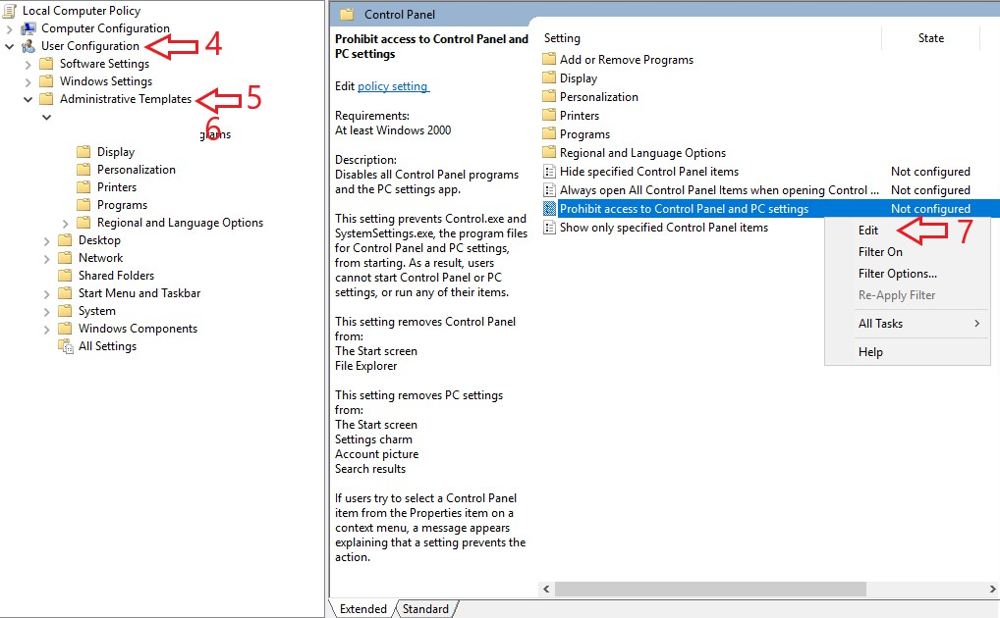 Local Computer Policy
Computer Configuration
User Configuration
4
Software Settings
Windows Settings
Administrative Templates
5
6
Display
Personalization
Printers
Programs
Regional and Language Options
Desktop
Network
Shared Folders
Start Menu and Taskbar
System
Windows Components
All Settings
Control Panel
Prohibit access to Control Panel and
PC settings
Edit policy setting
Requirements:
At least Windows 2000
Description:
Disables all Control Panel programs
and the PC settings app.
This setting prevents Control.exe and
SystemSettings.exe, the program files
for Control Panel and PC settings,
from starting. As a result, users
cannot start Control Panel or PC
settings, or run any of their items.
This setting removes Control Panel
from:
The Start screen
File Explorer
This setting removes PC settings
from:
The Start screen
Settings charm
Account picture
Search results
If users try to select a Control Panel
item from the Properties item on a
context menu, a message appears
explaining that a setting prevents the
action.
Setting State
Add or Remove Programs
Display
Personalization
Printers
Programs
Regional and Language Options
Hide specified Control Panel items Not configured
Always open All Control Panel Items when opening Control ... Not configured
Prohibit access to Control Panel and PC settings Not configured
Show only specified Control Panel items
Edit
7
Filter On
Filter Options...
Re-Apply Filter
All Tasks
Help
Extended Standard